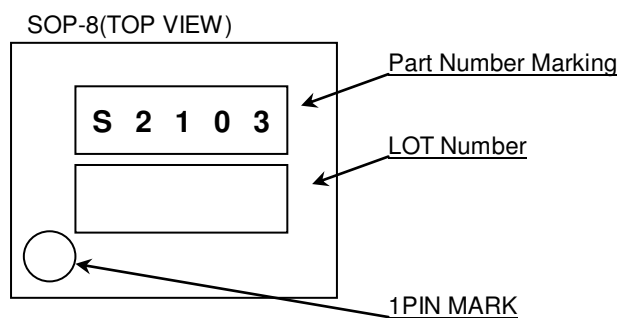 SOP-8(TOP VIEW)
Part Number Marking
S 2 1 0 3
LOT Number
1PIN MARK